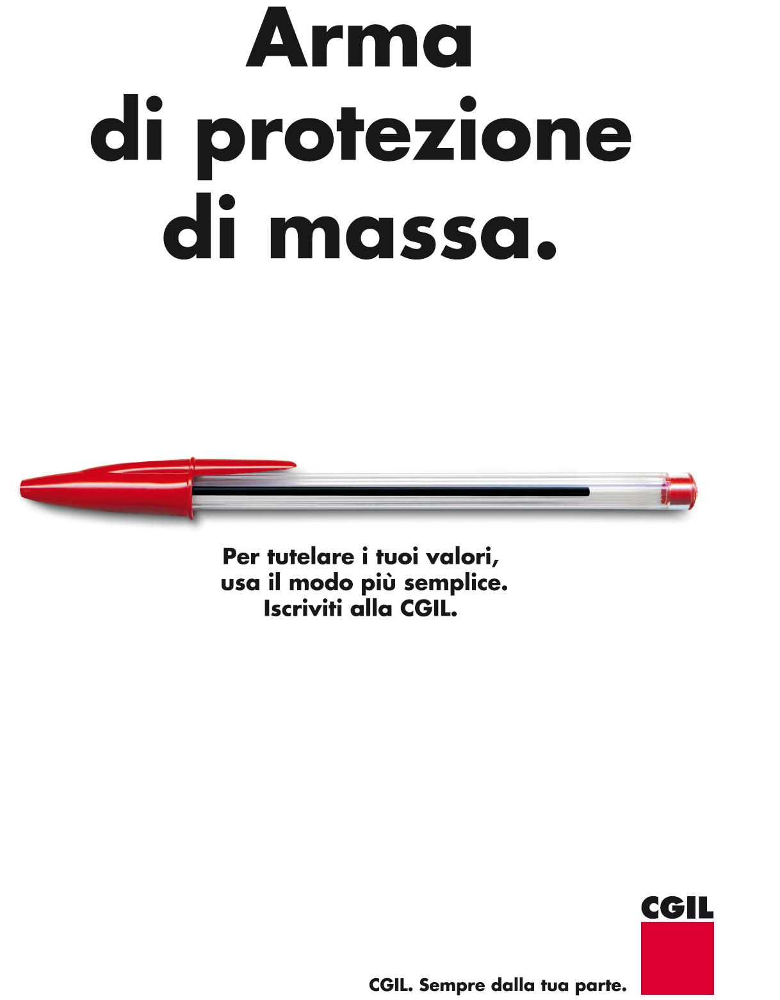 Arma
di protezione
di massa.
Per tutelare i tuoi valori,
usa il modo più semplice.
Iscriviti alla CGIL.
CGIL
CGIL. Sempre dalla tua parte.